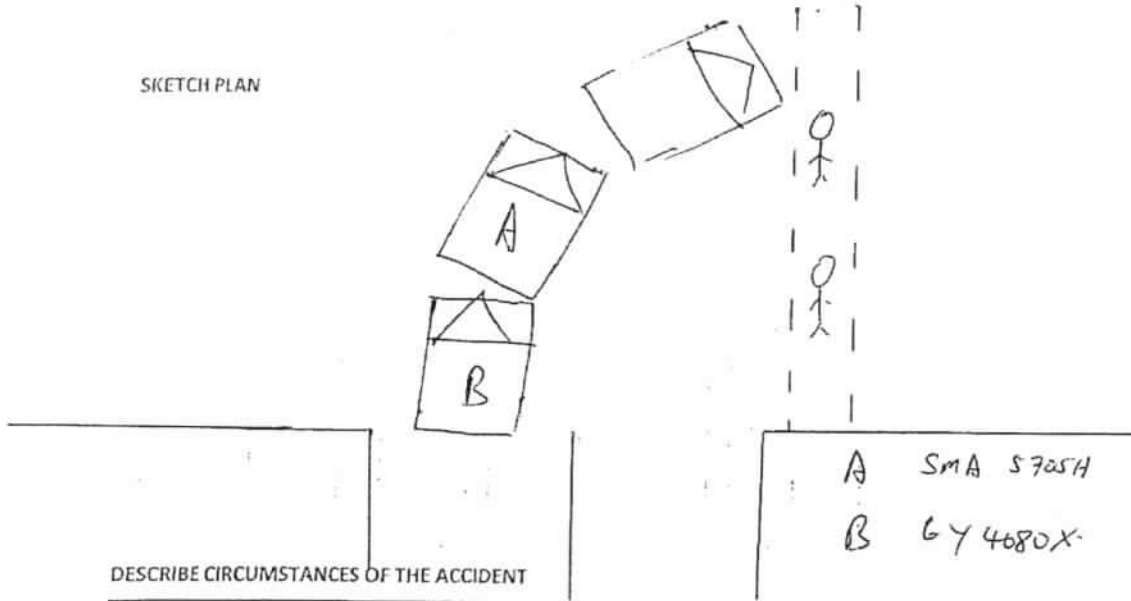 SKETCH PLAN
A
B
A SMA 5705H
B GY 4080X
DESCRIBE CIRCUMSTANCES OF THE ACCIDENT